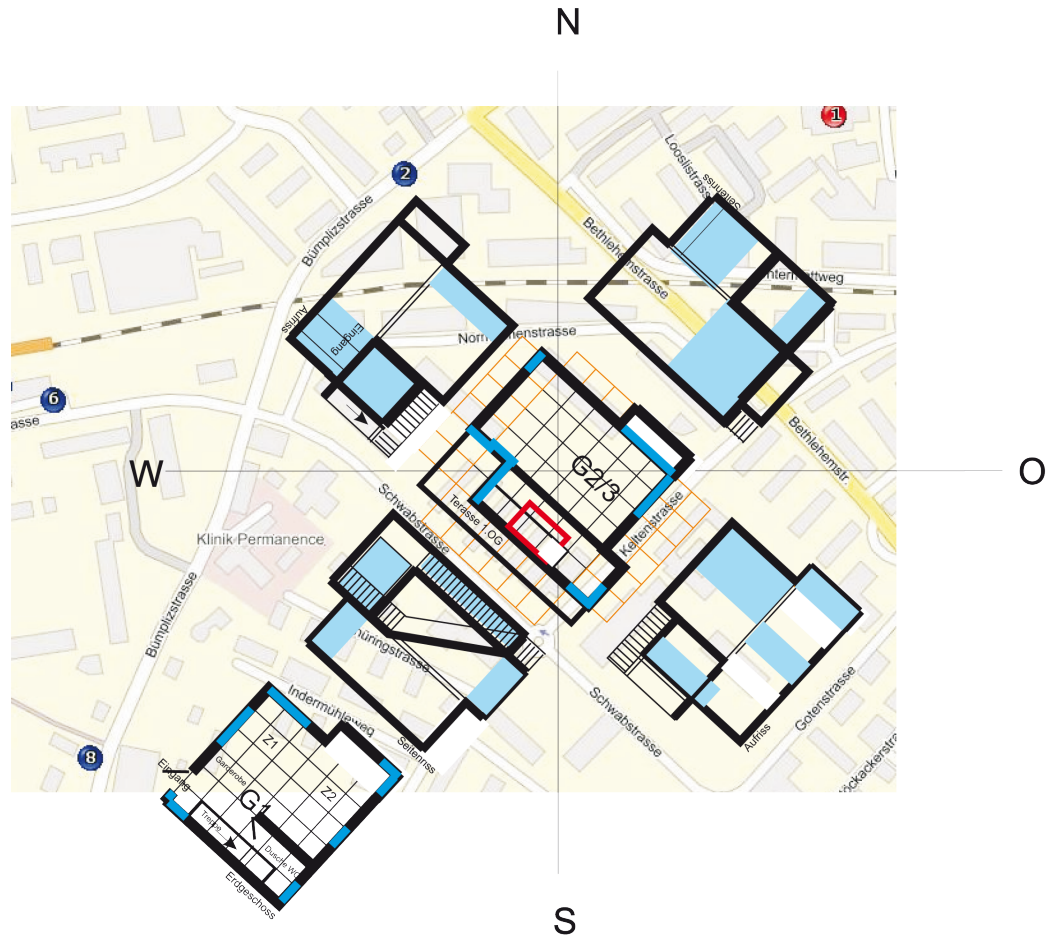 N
1
Looslistrasse
Seitenriss
2
Bümplizstrasse
Bethlehemstrasse
Aufriss
Eingang
6
asse
Bethlehemstr.
W
O
G2/3
Schwabstrasse
Terasse 1.OG
Keltenstrasse
Klinik Permanence
Bümplizstrasse
Indermühleweg
Seitenriss
Schwabstrasse
Aufriss
Gotenstrasse
8
Eingang
Z1
Garderobe
Z2
G1
Treppe
Dusche WC
Erdgeschoss
S